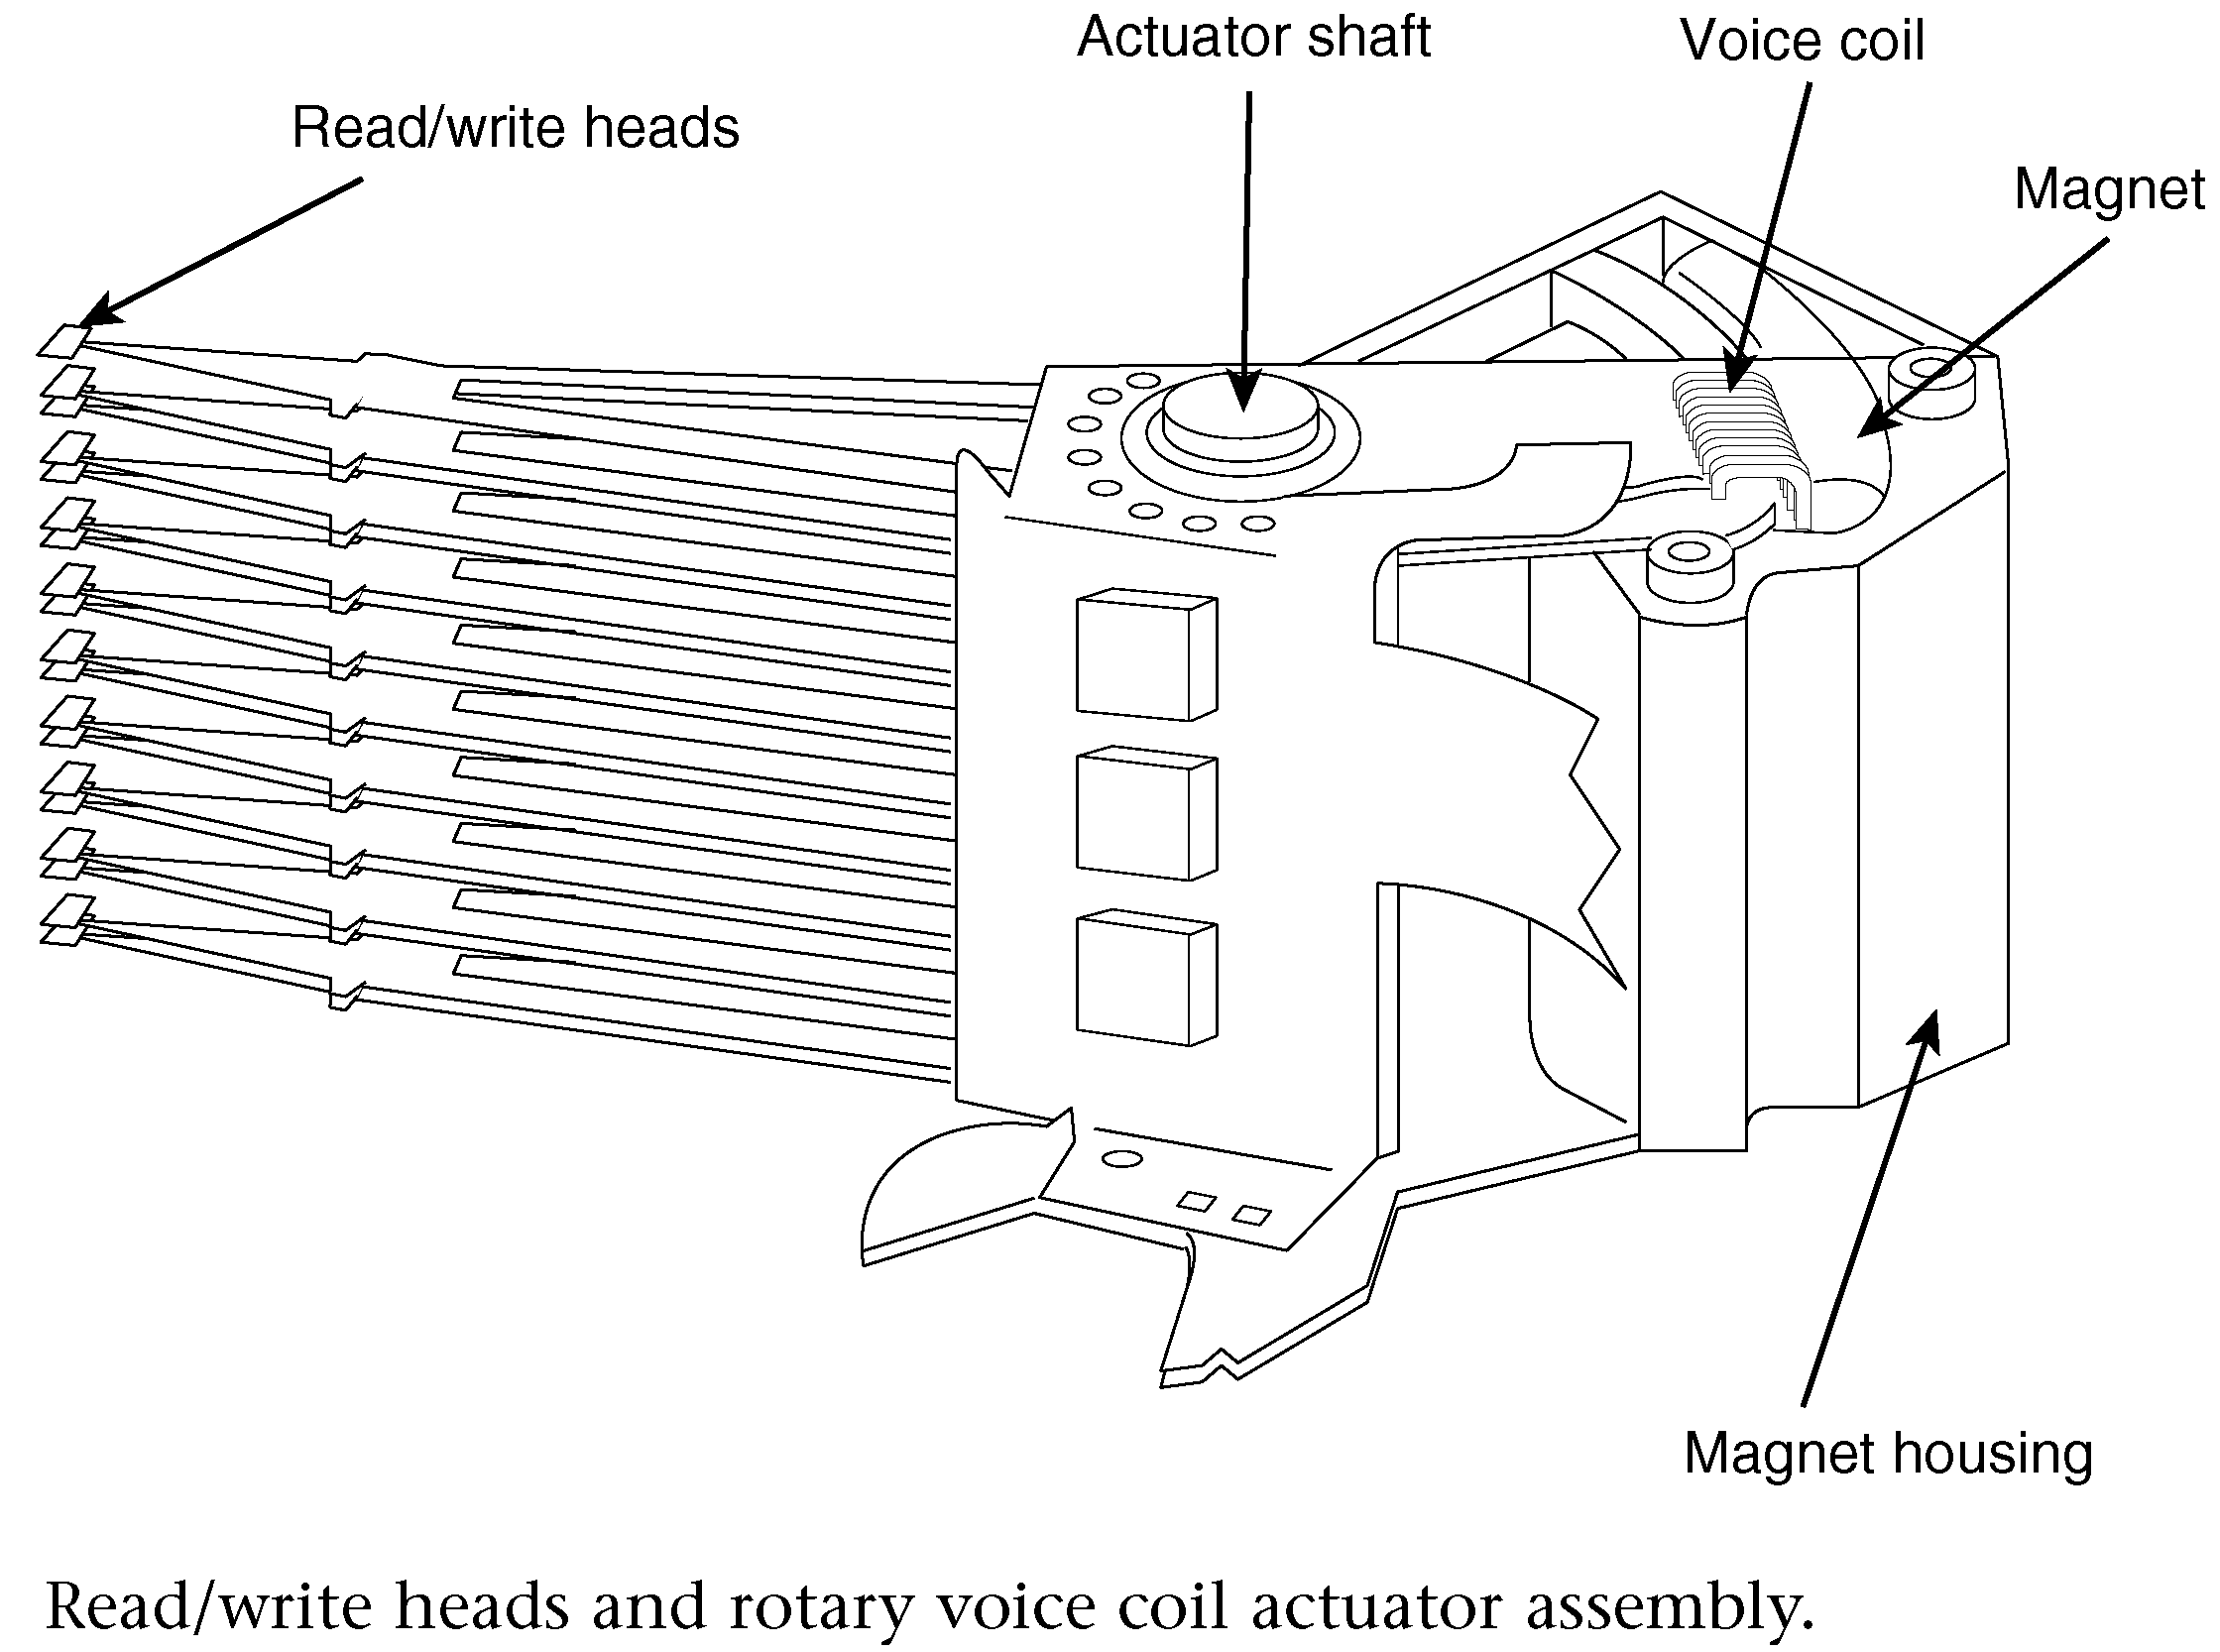 Actuator shaft
Voice coil
Read/write heads
Magnet
Magnet housing
Read/write heads and rotary voice coil actuator assembly.